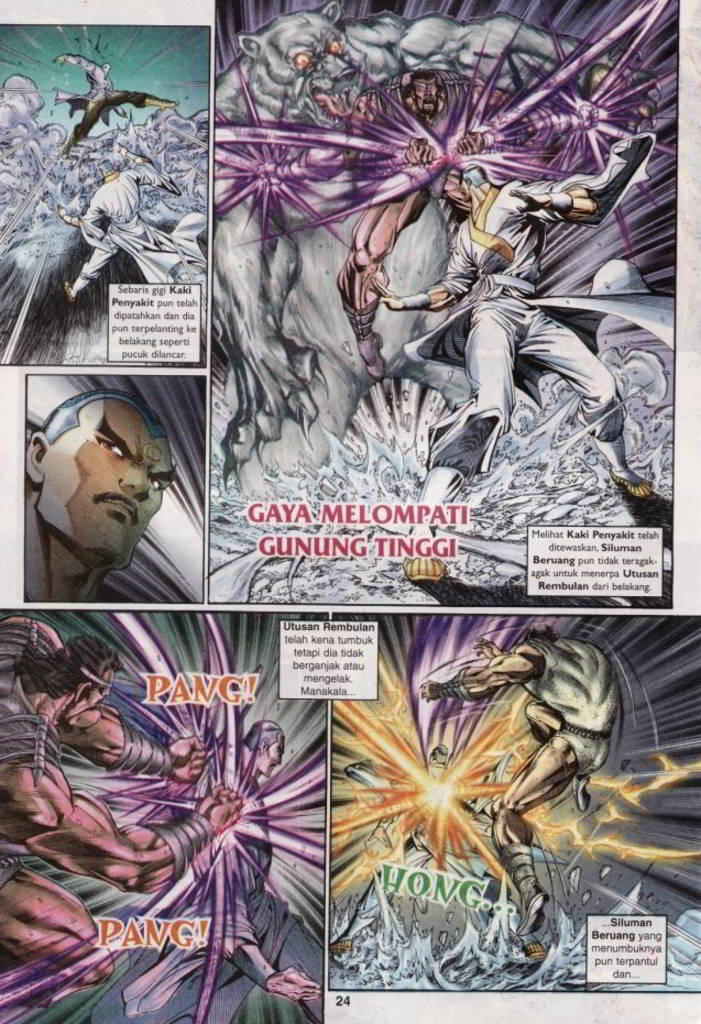 Sebaris gigi Kaki
Penyakit pun telah
dipatahkan dan dia
pun terpelanting ke
belakang seperti
pucuk dilancar.
GAYA MELOMPATI
GUNUNG TINGGI
Melihat Kaki Penyakit telah
ditewaskan, Siluman
Beruang pun tidak teragak-
agak untuk menerpa Utusan
Rembulan dari belakang.
Utusan Rembulan
telah kena tumbuk
tetapi dia tidak
berganjak atau
mengelak.
Manakala...
PANG!
PANG!
HONG...
...Siluman
Beruang yang
menumbuknya
pun terpantul
dan...
24